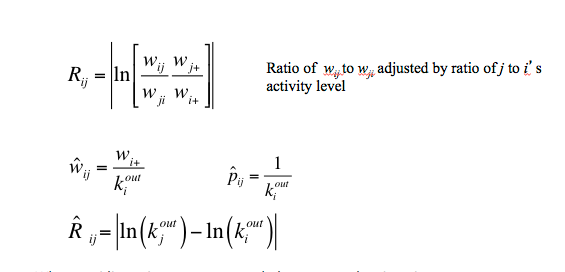 R_ij = |ln[ (w_ij / w_ji) (w_j+ / w_i+) ]|
Ratio of w_ij to w_ji adjusted by ratio of j to i's
activity level
ŵ_ij = w_i+ / k_i^out
p̂_ij = 1 / k_i^out
R̂_ij = |ln(k_j^out) − ln(k_i^out)|